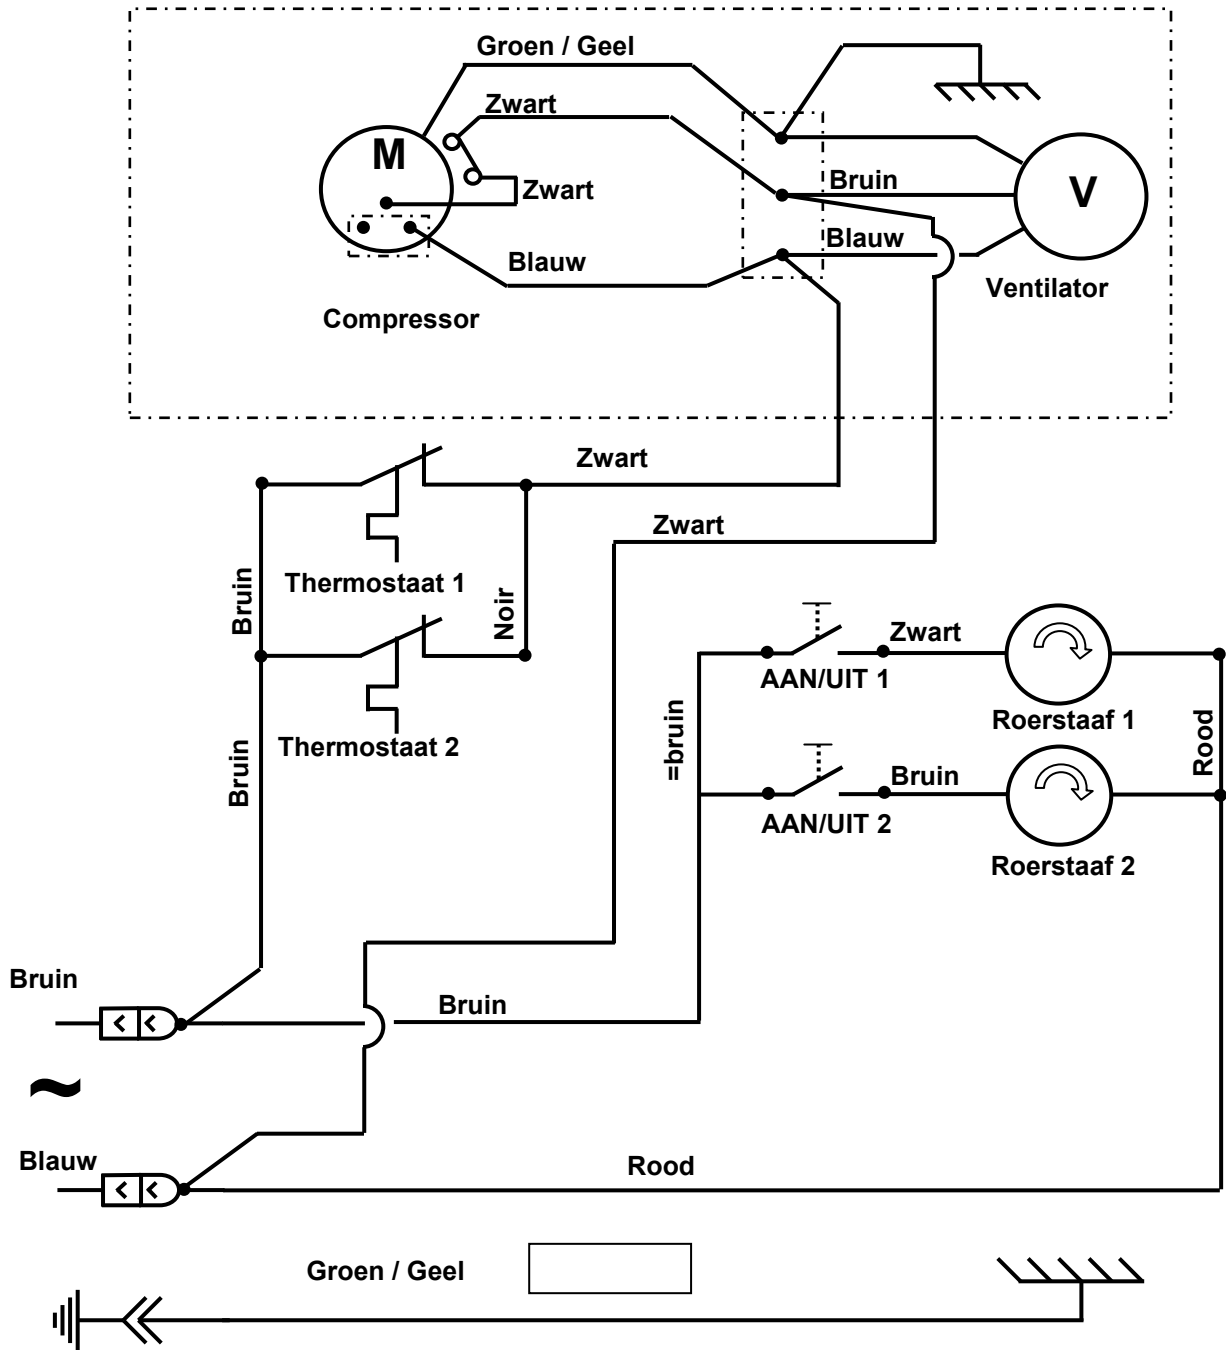 Groen / Geel
Zwart
M
Zwart
Bruin
V
Blauw
Blauw
Ventilator
Compressor
Zwart
Zwart
Thermostaat 1
Bruin
Noir
Zwart
AAN/UIT 1
Roerstaaf 1
Thermostaat 2
Bruin
=bruin
Rood
Bruin
AAN/UIT 2
Roerstaaf 2
Bruin
Bruin
~
Blauw
Rood
Groen / Geel